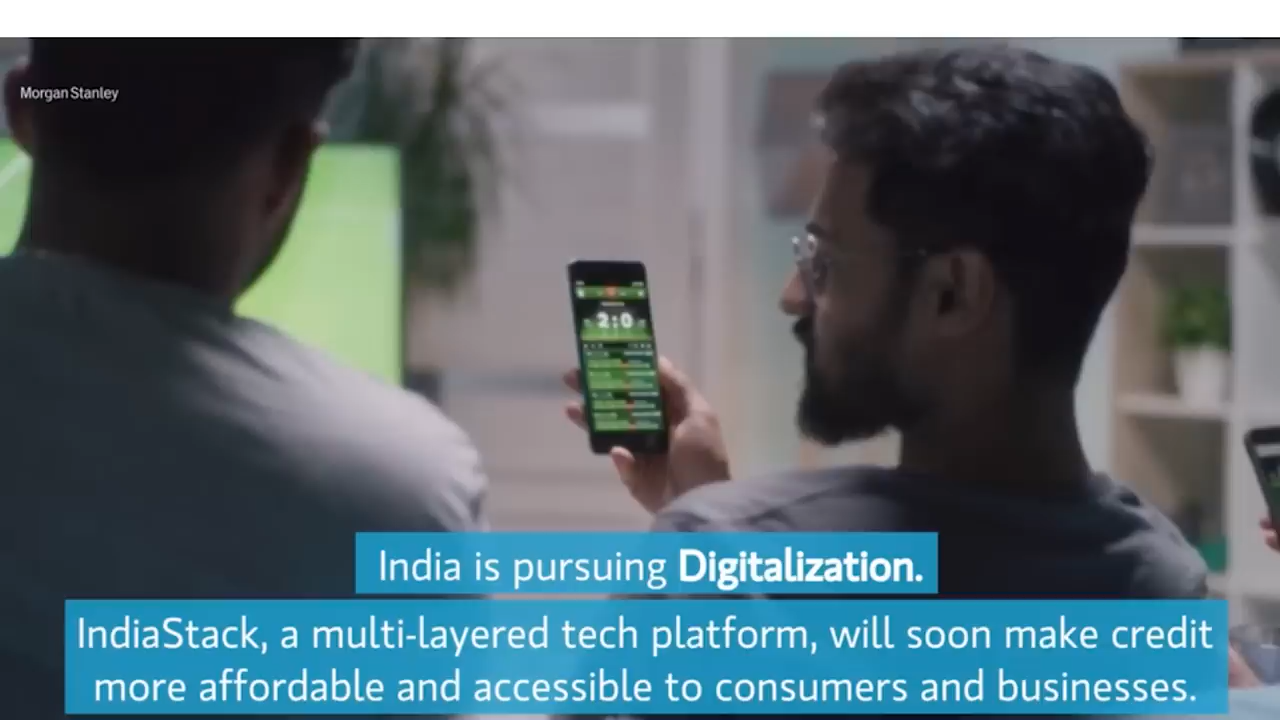 Morgan Stanley
2:0
India is pursuing Digitalization.
IndiaStack, a multi-layered tech platform, will soon make credit
more affordable and accessible to consumers and businesses.